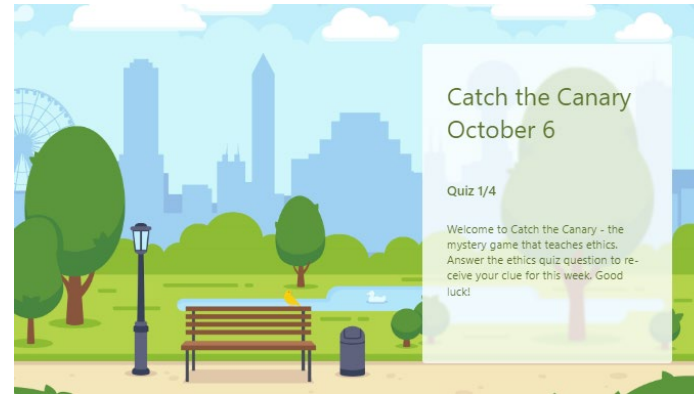 Catch the Canary
October 6
Quiz 1/4
Welcome to Catch the Canary - the
mystery game that teaches ethics.
Answer the ethics quiz question to re-
ceive your clue for this week. Good
luck!